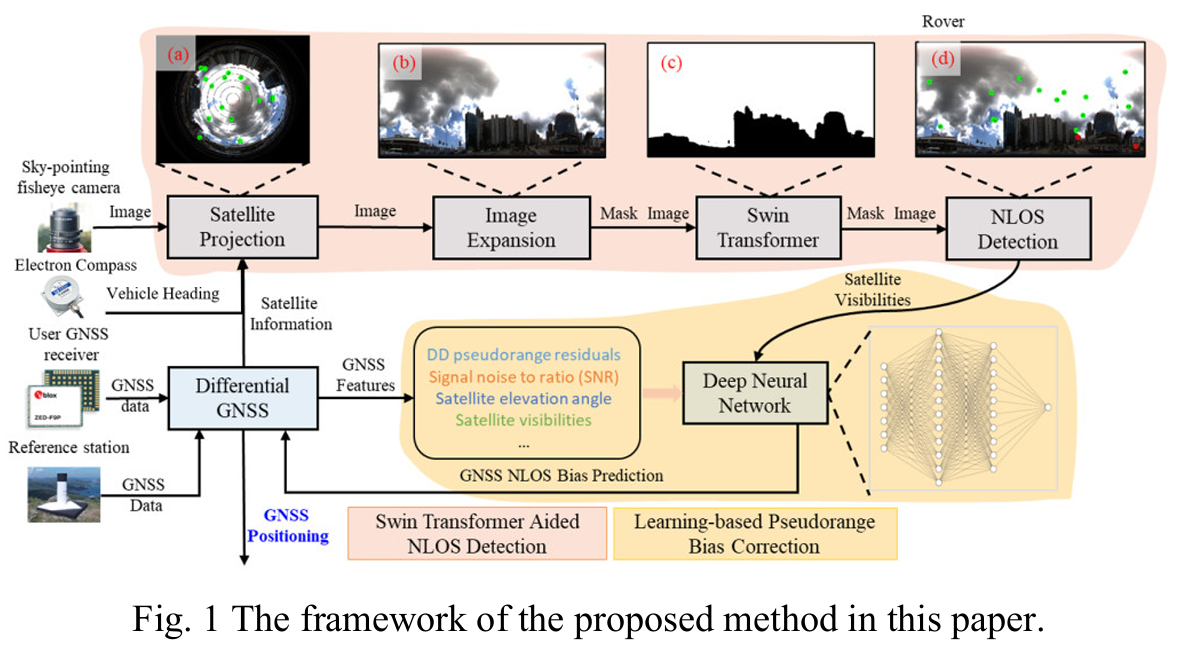 Rover
(a)
(b)
(c)
(d)
Sky-pointing
fisheye camera
Image
Satellite
Projection
Image
Image
Expansion
Mask Image
Swin
Transformer
Mask Image
NLOS
Detection
Electron Compass
Vehicle Heading
Satellite
Information
Satellite
Visibilities
User GNSS
receiver
ublox
ZED-F9P
GNSS
data
Differential
GNSS
GNSS
Features
DD pseudorange residuals
Signal noise to ratio (SNR)
Satellite elevation angle
Satellite visibilities
...
Deep Neural
Network
Reference station
GNSS
Data
GNSS NLOS Bias Prediction
GNSS
Positioning
Swin Transformer Aided
NLOS Detection
Learning-based Pseudorange
Bias Correction
Fig. 1 The framework of the proposed method in this paper.